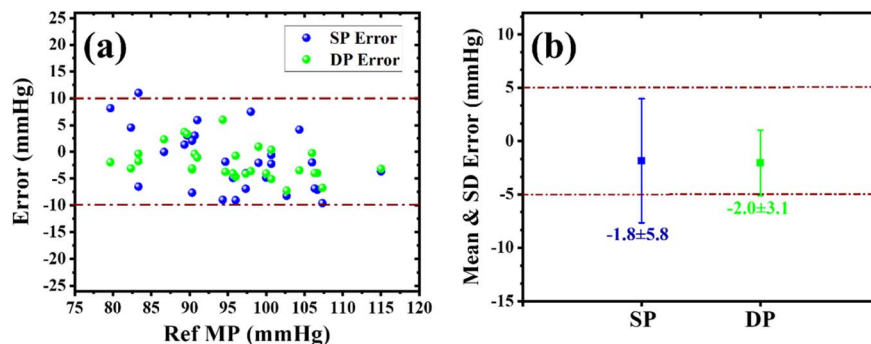 (a)
SP Error
DP Error
25
20
15
10
5
0
-5
-10
-15
-20
-25
Error (mmHg)
75 80 85 90 95 100 105 110 115 120
Ref MP (mmHg)
(b)
10
5
0
-5
-10
-15
Mean & SD Error (mmHg)
-1.8±5.8
-2.0±3.1
SP DP